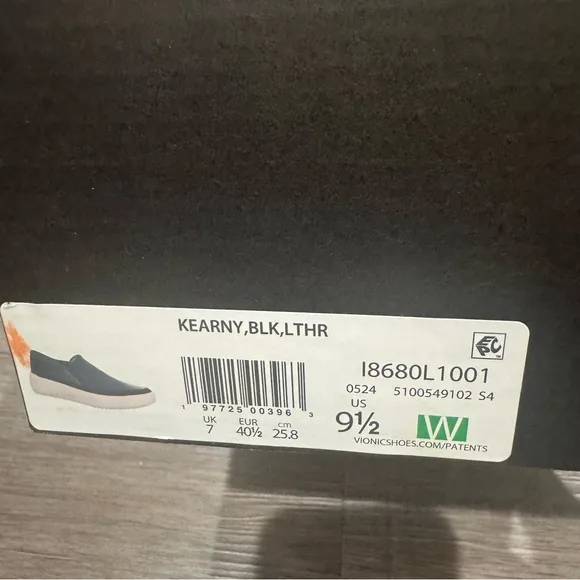 KEARNY,BLK,LTHR
EPC™
I8680L1001
0524 5100549102 S4
1 97725 00396 3
UK EUR cm US
7 40½ 25.8 9½ W
VIONICSHOES.COM/PATENTS